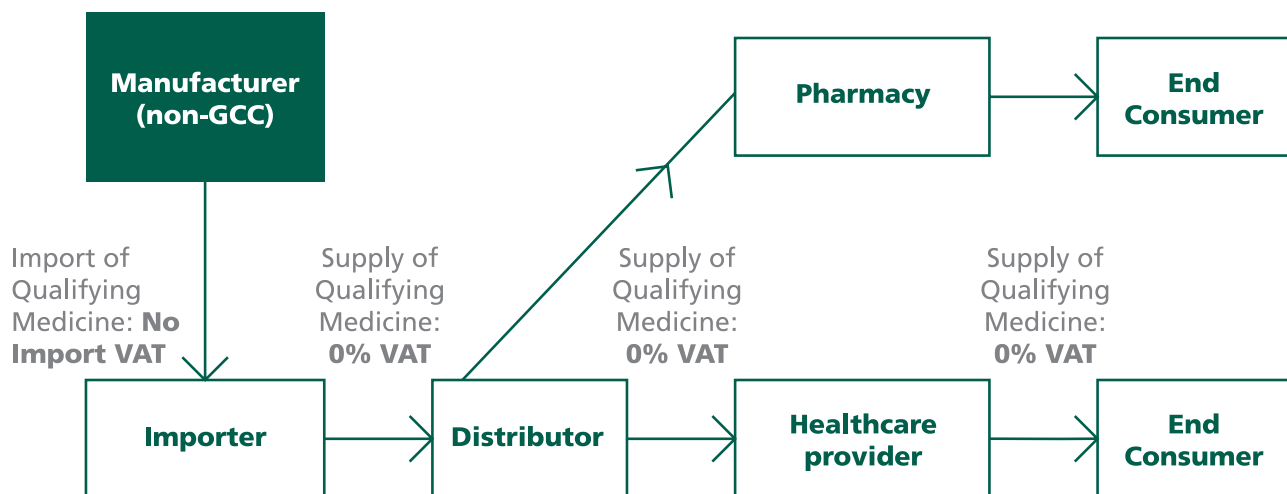 Manufacturer
(non-GCC)
Pharmacy
End
Consumer
Import of
Qualifying
Medicine: No
Import VAT
Supply of
Qualifying
Medicine:
0% VAT
Supply of
Qualifying
Medicine:
0% VAT
Supply of
Qualifying
Medicine:
0% VAT
Importer
Distributor
Healthcare
provider
End
Consumer